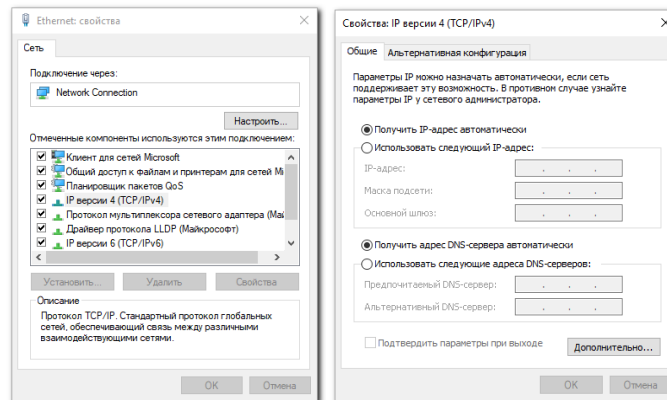 Ethernet: свойства
Сеть
Подключение через:
Network Connection
Настроить...
Отмеченные компоненты используются этим подключением:
Клиент для сетей Microsoft
Общий доступ к файлам и принтерам для сетей Mi
Планировщик пакетов QoS
IP версии 4 (TCP/IPv4)
Протокол мультиплексора сетевого адаптера (Май
Драйвер протокола LLDP (Майкрософт)
IP версии 6 (TCP/IPv6)
Установить...
Удалить
Свойства
Описание
Протокол TCP/IP. Стандартный протокол глобальных
сетей, обеспечивающий связь между различными
взаимодействующими сетями.
OK
Отмена
Свойства: IP версии 4 (TCP/IPv4)
Общие
Альтернативная конфигурация
Параметры IP можно назначать автоматически, если сеть
поддерживает эту возможность. В противном случае узнайте
параметры IP у сетевого администратора.
Получить IP-адрес автоматически
Использовать следующий IP-адрес:
IP-адрес:
Маска подсети:
Основной шлюз:
Получить адрес DNS-сервера автоматически
Использовать следующие адреса DNS-серверов:
Предпочитаемый DNS-сервер:
Альтернативный DNS-сервер:
Подтвердить параметры при выходе
Дополнительно...
OK
Отмена